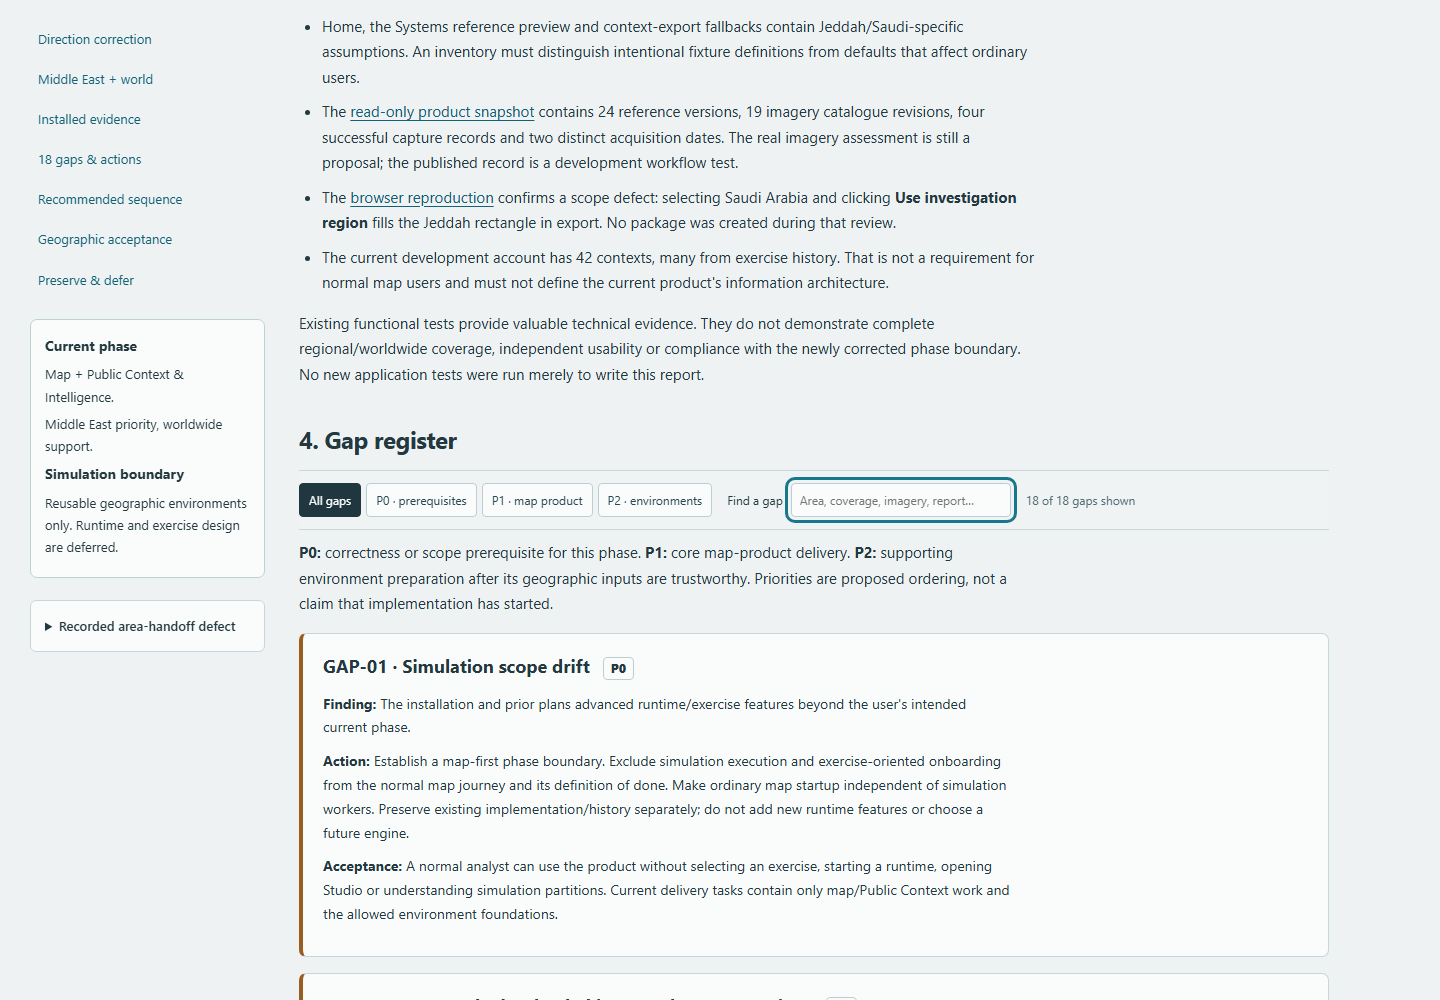 Direction correction
Middle East + world
Installed evidence
18 gaps & actions
Recommended sequence
Geographic acceptance
Preserve & defer
Current phase
Map + Public Context &
Intelligence.
Middle East priority, worldwide
support.
Simulation boundary
Reusable geographic environments
only. Runtime and exercise design
are deferred.
▶ Recorded area-handoff defect
• Home, the Systems reference preview and context-export fallbacks contain Jeddah/Saudi-specific
assumptions. An inventory must distinguish intentional fixture definitions from defaults that affect ordinary
users.
• The read-only product snapshot contains 24 reference versions, 19 imagery catalogue revisions, four
successful capture records and two distinct acquisition dates. The real imagery assessment is still a
proposal; the published record is a development workflow test.
• The browser reproduction confirms a scope defect: selecting Saudi Arabia and clicking Use investigation
region fills the Jeddah rectangle in export. No package was created during that review.
• The current development account has 42 contexts, many from exercise history. That is not a requirement for
normal map users and must not define the current product's information architecture.
Existing functional tests provide valuable technical evidence. They do not demonstrate complete
regional/worldwide coverage, independent usability or compliance with the newly corrected phase boundary.
No new application tests were run merely to write this report.
4. Gap register
All gaps P0 · prerequisites P1 · map product P2 · environments Find a gap Area, coverage, imagery, report... 18 of 18 gaps shown
P0: correctness or scope prerequisite for this phase. P1: core map-product delivery. P2: supporting
environment preparation after its geographic inputs are trustworthy. Priorities are proposed ordering, not a
claim that implementation has started.
GAP-01 · Simulation scope drift P0
Finding: The installation and prior plans advanced runtime/exercise features beyond the user's intended
current phase.
Action: Establish a map-first phase boundary. Exclude simulation execution and exercise-oriented onboarding
from the normal map journey and its definition of done. Make ordinary map startup independent of simulation
workers. Preserve existing implementation/history separately; do not add new runtime features or choose a
future engine.
Acceptance: A normal analyst can use the product without selecting an exercise, starting a runtime, opening
Studio or understanding simulation partitions. Current delivery tasks contain only map/Public Context work and
the allowed environment foundations.